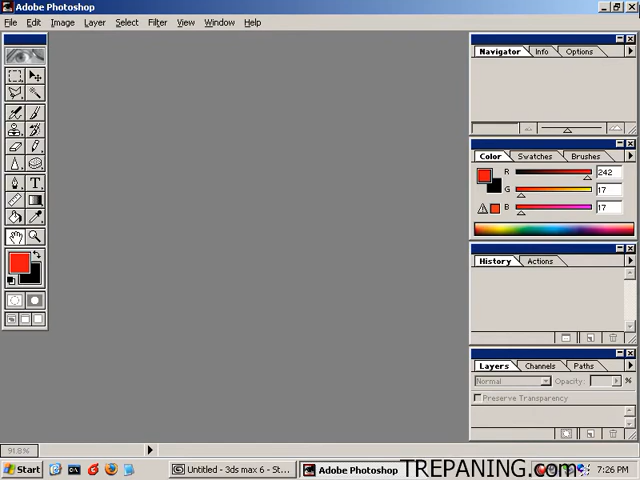 Adobe Photoshop
File Edit Image Layer Select Filter View Window Help
Navigator Info Options
Color Swatches Brushes
R 242
G 17
B 17
History Actions
Layers Channels Paths
Normal Opacity: %
Preserve Transparency
91.8%
Start Untitled - 3ds max 6 - St... Adobe Photoshop TREPANING.com 7:26 PM